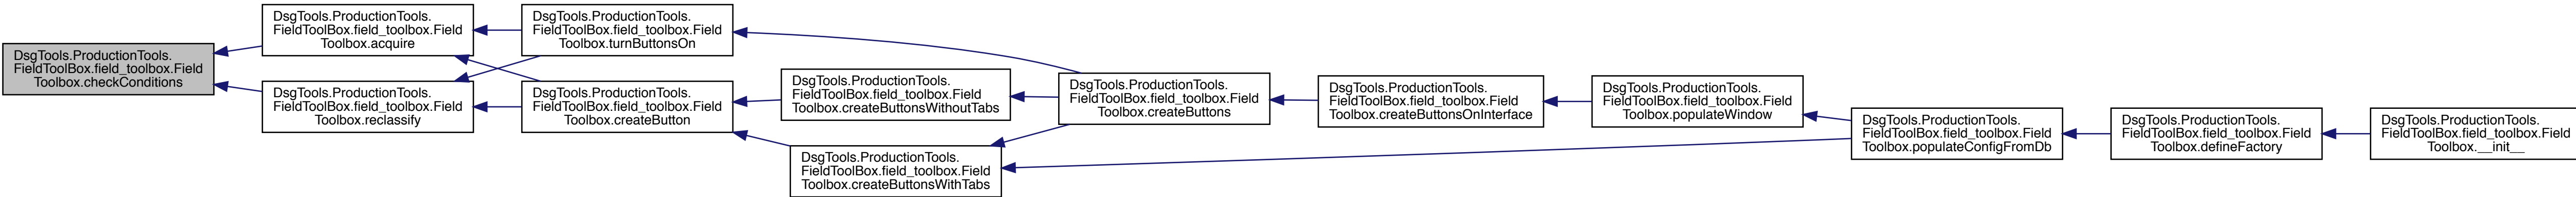 DsgTools.ProductionTools.
FieldToolBox.field_toolbox.Field
Toolbox.checkConditions
DsgTools.ProductionTools.
FieldToolBox.field_toolbox.Field
Toolbox.acquire
DsgTools.ProductionTools.
FieldToolBox.field_toolbox.Field
Toolbox.reclassify
DsgTools.ProductionTools.
FieldToolBox.field_toolbox.Field
Toolbox.turnButtonsOn
DsgTools.ProductionTools.
FieldToolBox.field_toolbox.Field
Toolbox.createButton
DsgTools.ProductionTools.
FieldToolBox.field_toolbox.Field
Toolbox.createButtonsWithoutTabs
DsgTools.ProductionTools.
FieldToolBox.field_toolbox.Field
Toolbox.createButtonsWithTabs
DsgTools.ProductionTools.
FieldToolBox.field_toolbox.Field
Toolbox.createButtons
DsgTools.ProductionTools.
FieldToolBox.field_toolbox.Field
Toolbox.createButtonsOnInterface
DsgTools.ProductionTools.
FieldToolBox.field_toolbox.Field
Toolbox.populateWindow
DsgTools.ProductionTools.
FieldToolBox.field_toolbox.Field
Toolbox.populateConfigFromDb
DsgTools.ProductionTools.
FieldToolBox.field_toolbox.Field
Toolbox.defineFactory
DsgTools.ProductionTools.
FieldToolBox.field_toolbox.Field
Toolbox.__init__